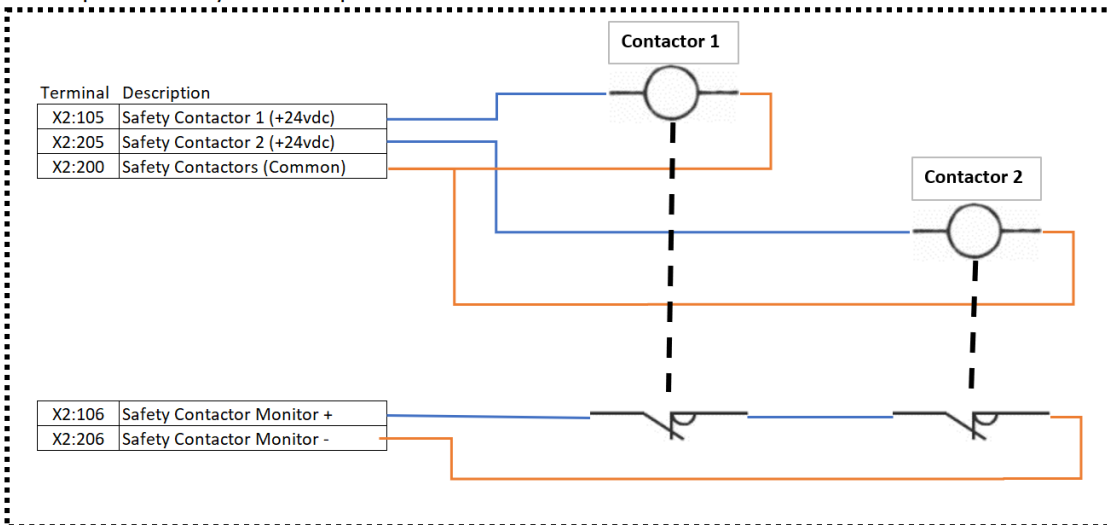 Contactor 1
Terminal Description
X2:105 Safety Contactor 1 (+24vdc)
X2:205 Safety Contactor 2 (+24vdc)
X2:200 Safety Contactors (Common)
Contactor 2
X2:106 Safety Contactor Monitor +
X2:206 Safety Contactor Monitor -